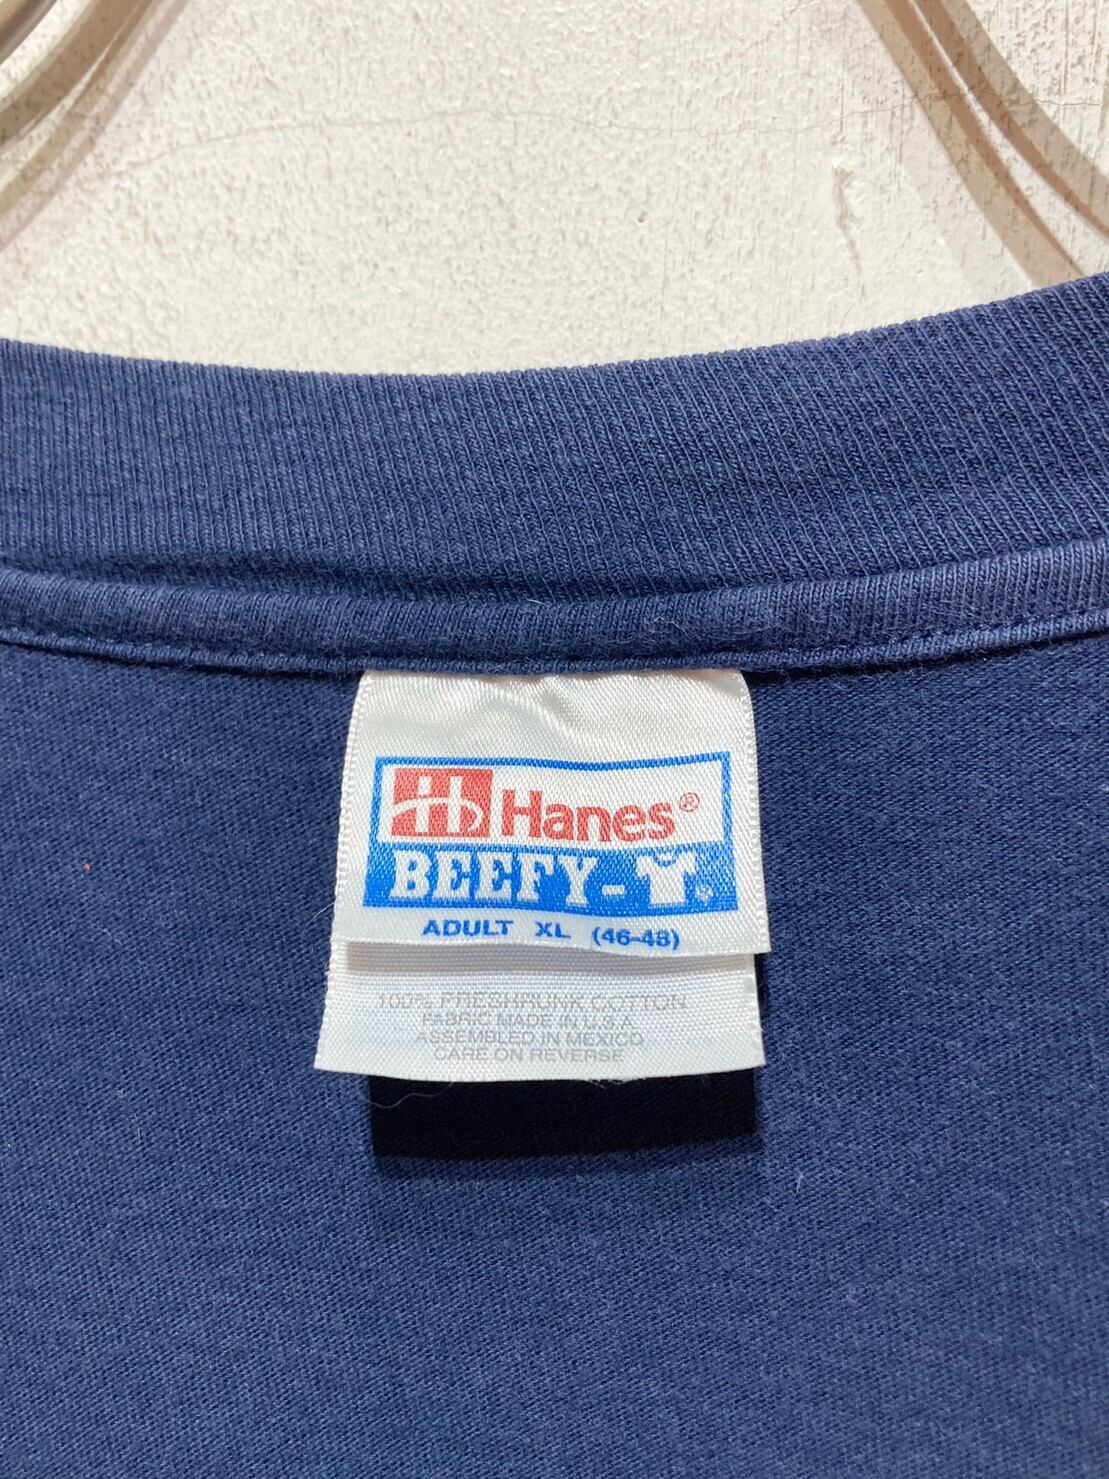 Hanes®
BEEFY-T®
ADULT XL (46-48)
100% PRESHRUNK COTTON
FABRIC MADE IN U.S.A.
ASSEMBLED IN MEXICO
CARE ON REVERSE